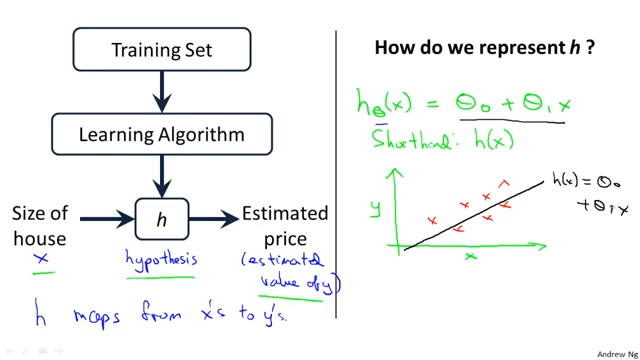 Training Set
Learning Algorithm
Size of
house
h
Estimated
price
x
hypothesis
(estimated
value of y)
h maps from x's to y's.
How do we represent h ?
hθ(x) = θ₀ + θ₁x
Shorthand: h(x)
y
x
h(x) = θ₀
+ θ₁x
Andrew Ng